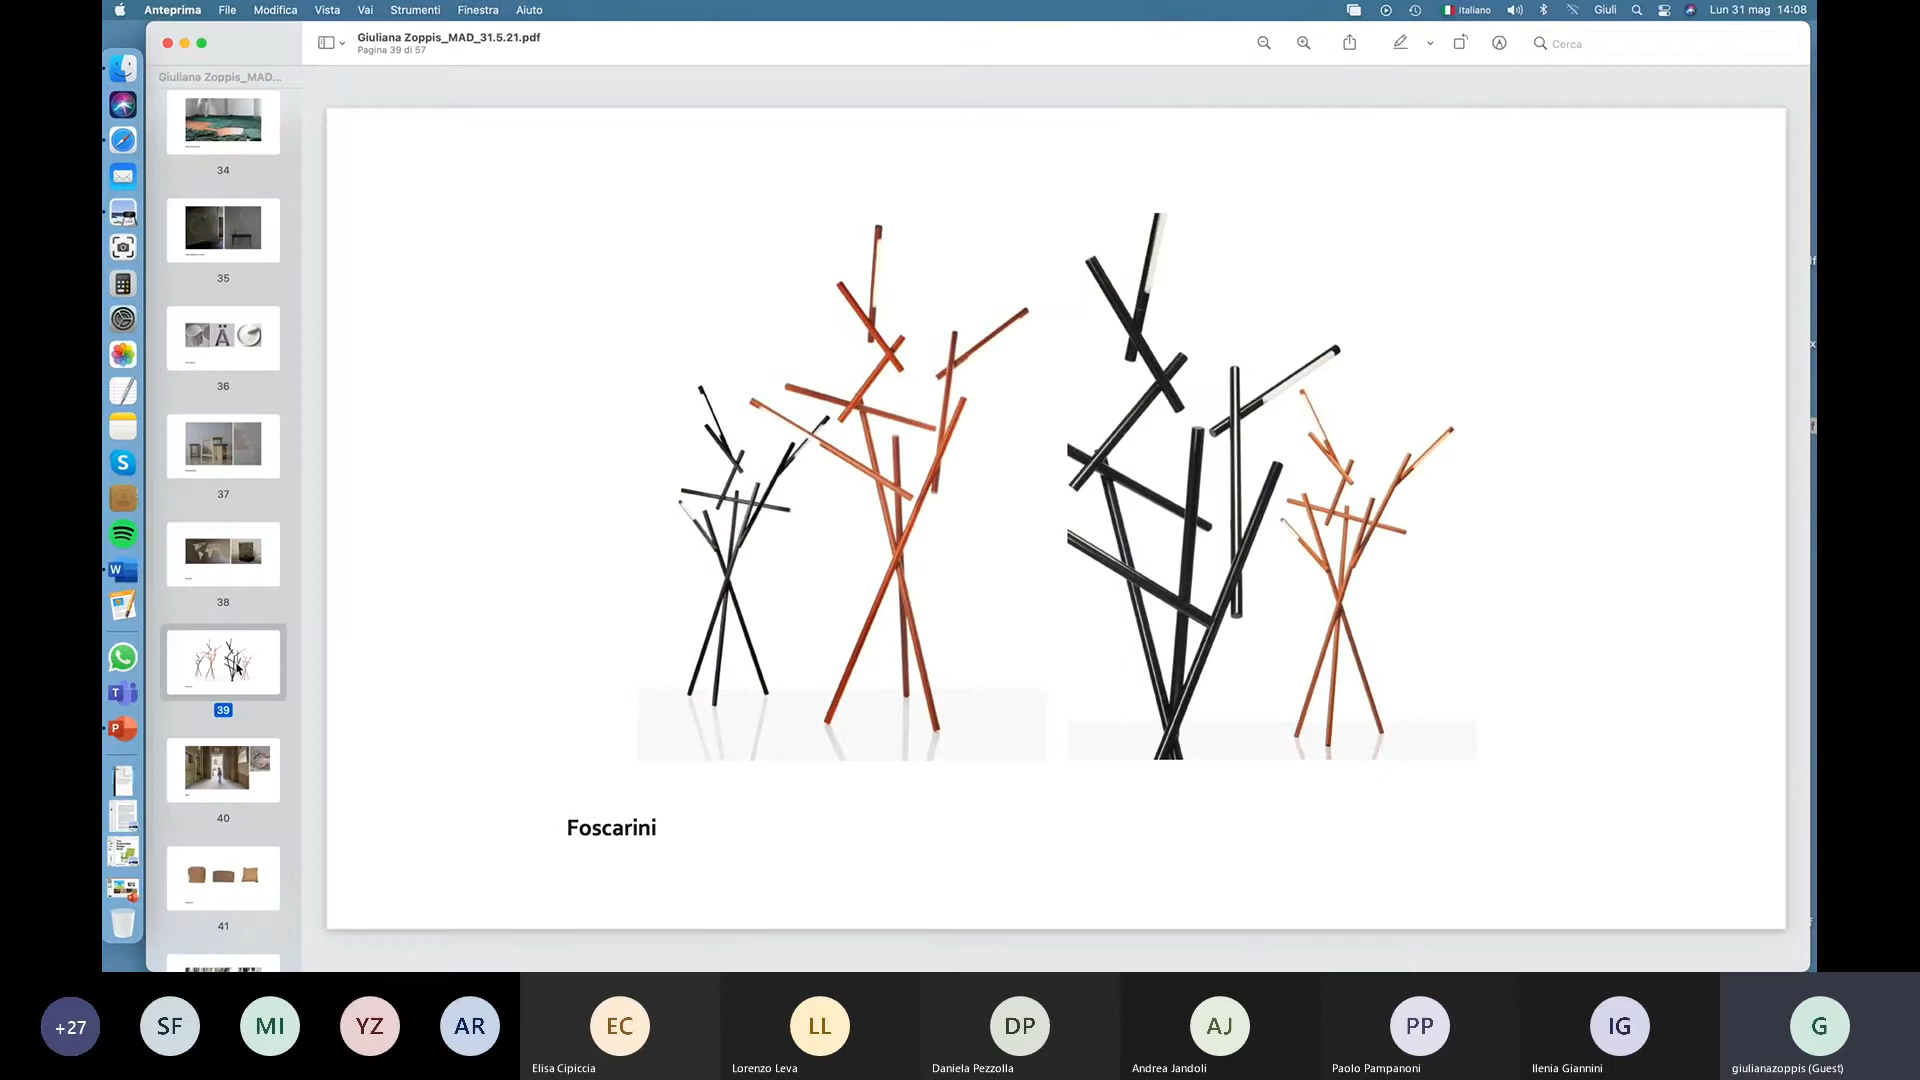 Anteprima File Modifica Vista Vai Strumenti Finestra Aiuto
Italiano Giuli Lun 31 mag 14:08
Giuliana Zoppis_MAD_31.5.21.pdf
Pagina 39 di 57
Cerca
Giuliana Zoppis_MAD...
34
35
36
37
38
39
40
41
Foscarini
+27
SF
MI
YZ
AR
EC
LL
DP
AJ
PP
IG
G
Elisa Cipiccia
Lorenzo Leva
Daniela Pezzolla
Andrea Jandoli
Paolo Pampanoni
Ilenia Giannini
giulianazoppis (Guest)